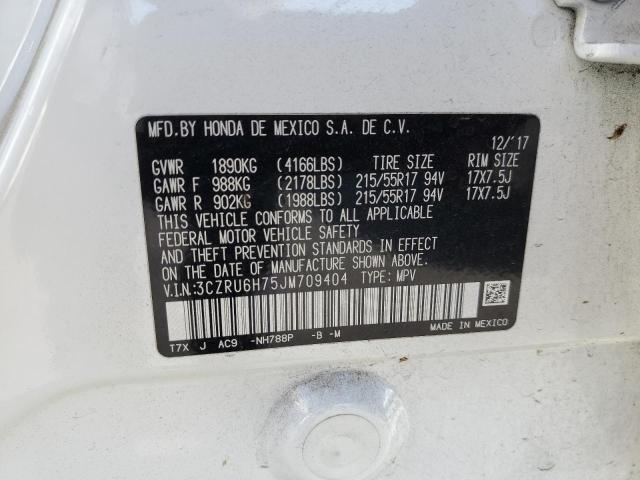 MFD.BY HONDA DE MEXICO S.A. DE C.V.
12/'17
GVWR 1890KG (4166LBS) TIRE SIZE RIM SIZE
GAWR F 988KG (2178LBS) 215/55R17 94V 17X7.5J
GAWR R 902KG (1988LBS) 215/55R17 94V 17X7.5J
THIS VEHICLE CONFORMS TO ALL APPLICABLE
FEDERAL MOTOR VEHICLE SAFETY
AND THEFT PREVENTION STANDARDS IN EFFECT
ON THE DATE OF MANUFACTURE SHOWN ABOVE.
V.I.N:3CZRU6H75JM709404 TYPE: MPV
T7X J AC9 -NH788P -B -M MADE IN MEXICO